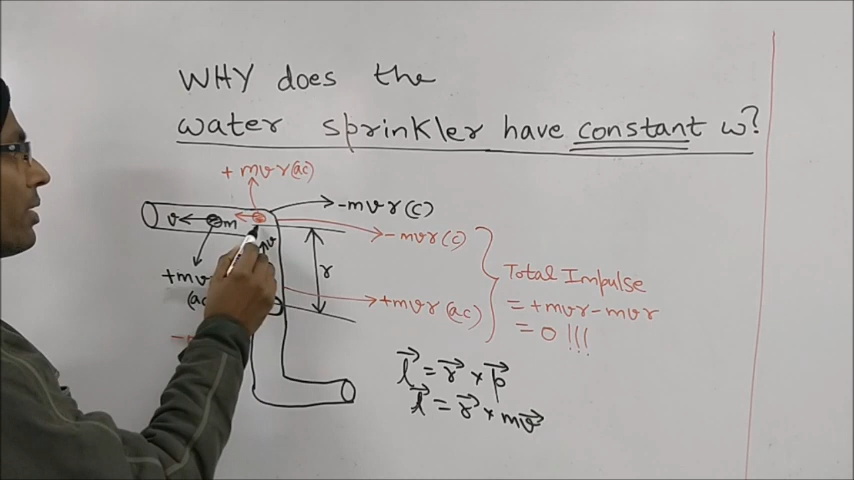 WHY does the
water sprinkler have constant ω?
+mvr(ac)
-mvr(c)
v
m
-mvr(c)
r
+mv
+mvr(ac)
Total Impulse
= +mvr-mvr
= 0 !!!
l = r × p
l = r × mv